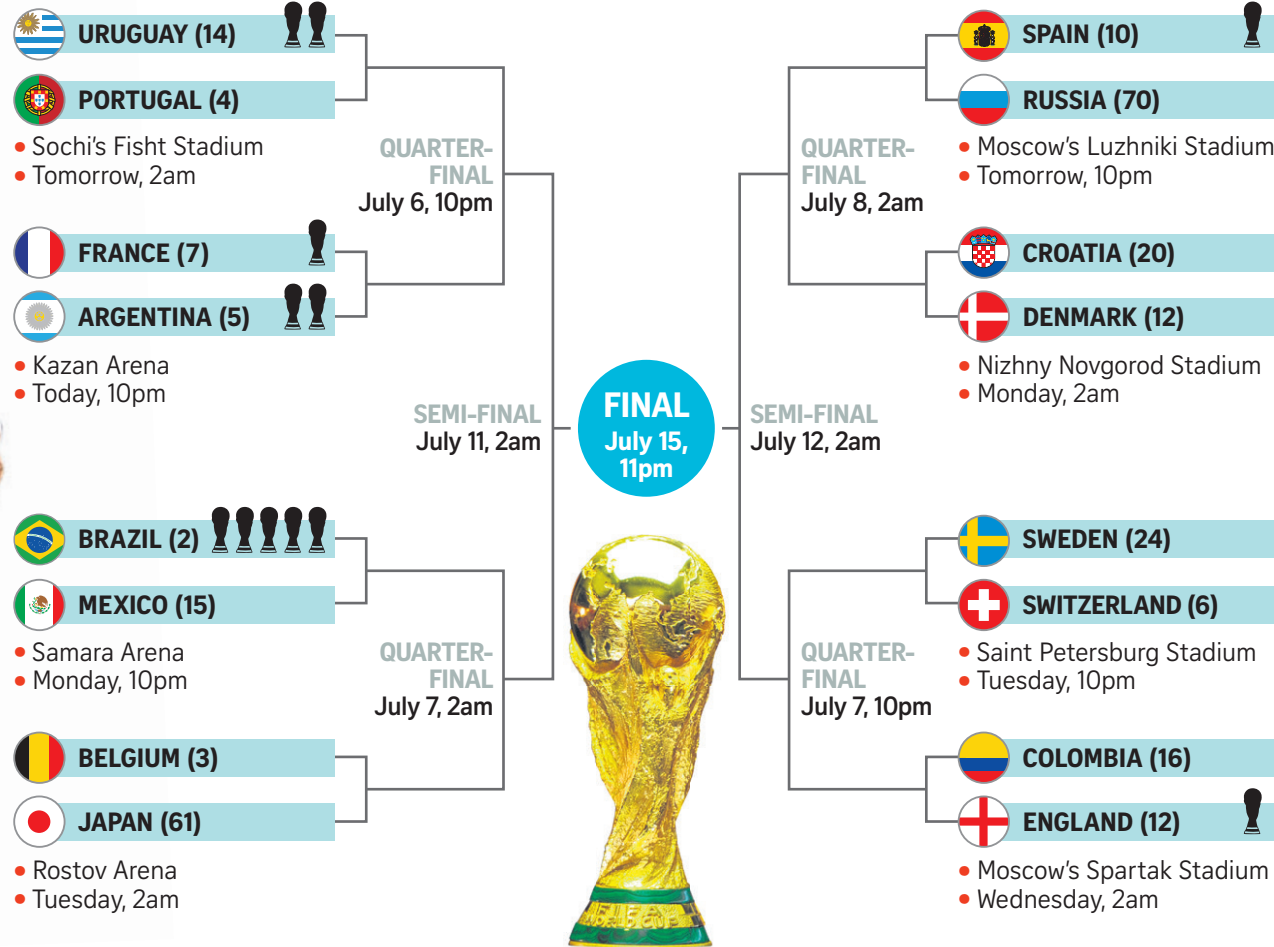 URUGUAY (14)
PORTUGAL (4)
• Sochi's Fisht Stadium
• Tomorrow, 2am
QUARTER-
FINAL
July 6, 10pm
FRANCE (7)
ARGENTINA (5)
• Kazan Arena
• Today, 10pm
SEMI-FINAL
July 11, 2am
BRAZIL (2)
MEXICO (15)
• Samara Arena
• Monday, 10pm
QUARTER-
FINAL
July 7, 2am
BELGIUM (3)
JAPAN (61)
• Rostov Arena
• Tuesday, 2am
FINAL
July 15,
11pm
SPAIN (10)
RUSSIA (70)
• Moscow's Luzhniki Stadium
• Tomorrow, 10pm
QUARTER-
FINAL
July 8, 2am
CROATIA (20)
DENMARK (12)
• Nizhny Novgorod Stadium
• Monday, 2am
SEMI-FINAL
July 12, 2am
SWEDEN (24)
SWITZERLAND (6)
• Saint Petersburg Stadium
• Tuesday, 10pm
QUARTER-
FINAL
July 7, 10pm
COLOMBIA (16)
ENGLAND (12)
• Moscow's Spartak Stadium
• Wednesday, 2am